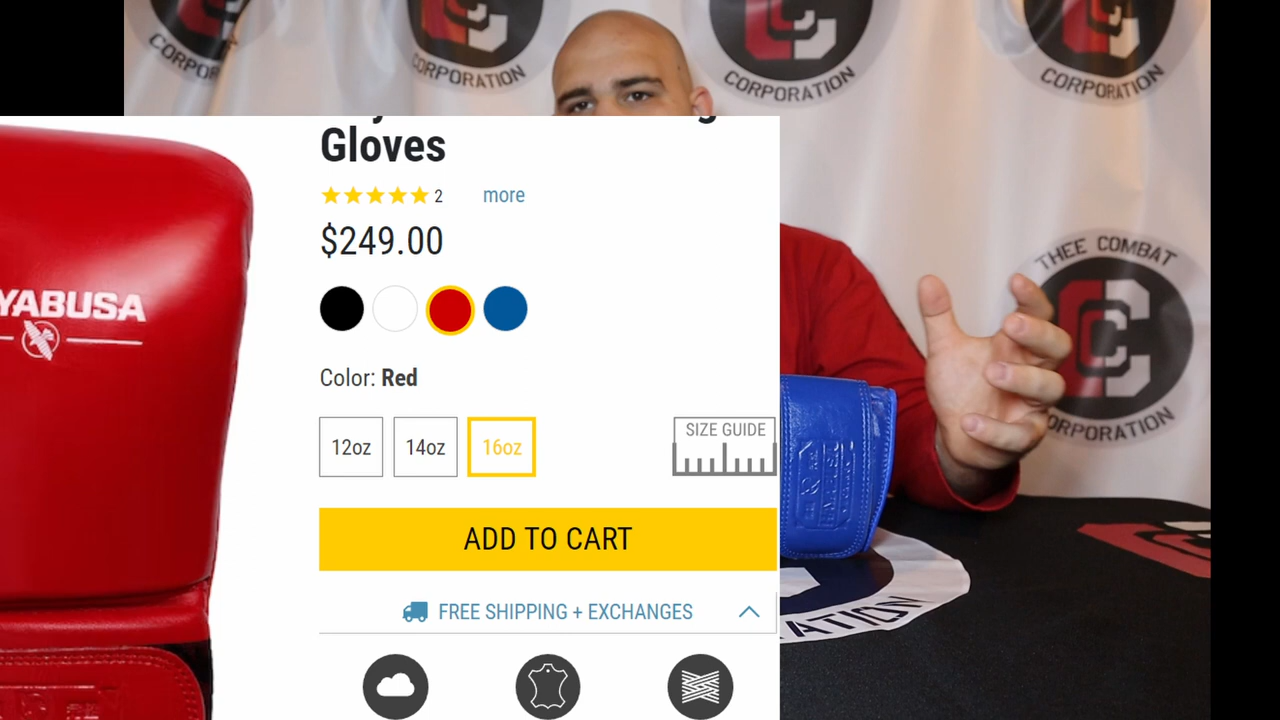 CORPORATION
CORPORATION
CORPORATION
Gloves
2 more
$249.00
YABUSA
THEE COMBAT
CORPORATION
Color: Red
12oz 14oz 16oz
SIZE GUIDE
ADD TO CART
FREE SHIPPING + EXCHANGES